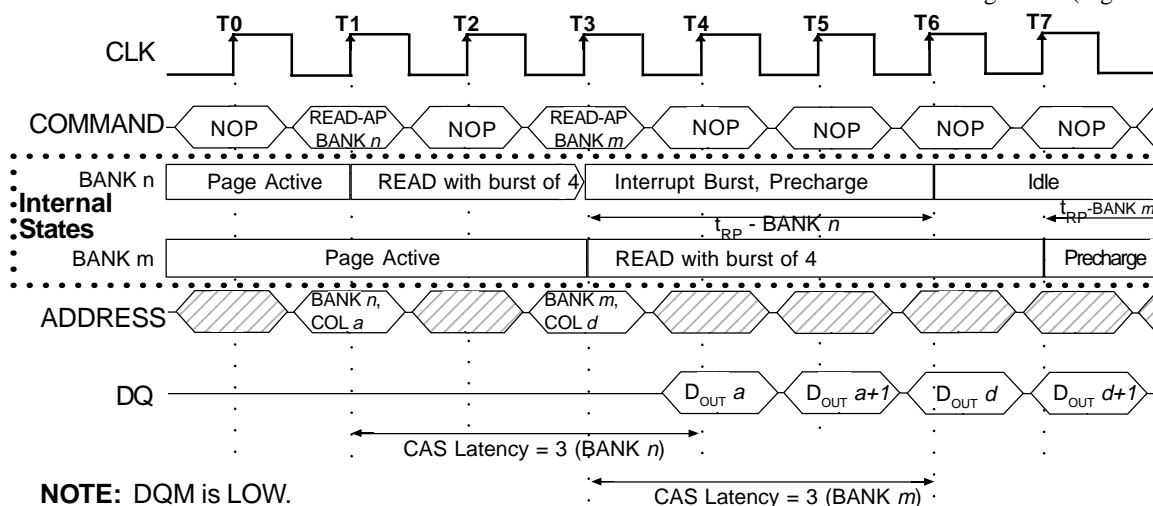 T0 T1 T2 T3 T4 T5 T6 T7
CLK
COMMAND NOP READ-AP BANK n NOP READ-AP BANK m NOP NOP NOP NOP
BANK n Page Active READ with burst of 4 Interrupt Burst, Precharge Idle
Internal States
tRP - BANK n tRP-BANK m
BANK m Page Active READ with burst of 4 Precharge
ADDRESS BANK n, COL a BANK m, COL d
DQ DOUT a DOUT a+1 DOUT d DOUT d+1
CAS Latency = 3 (BANK n)
NOTE: DQM is LOW.
CAS Latency = 3 (BANK m)